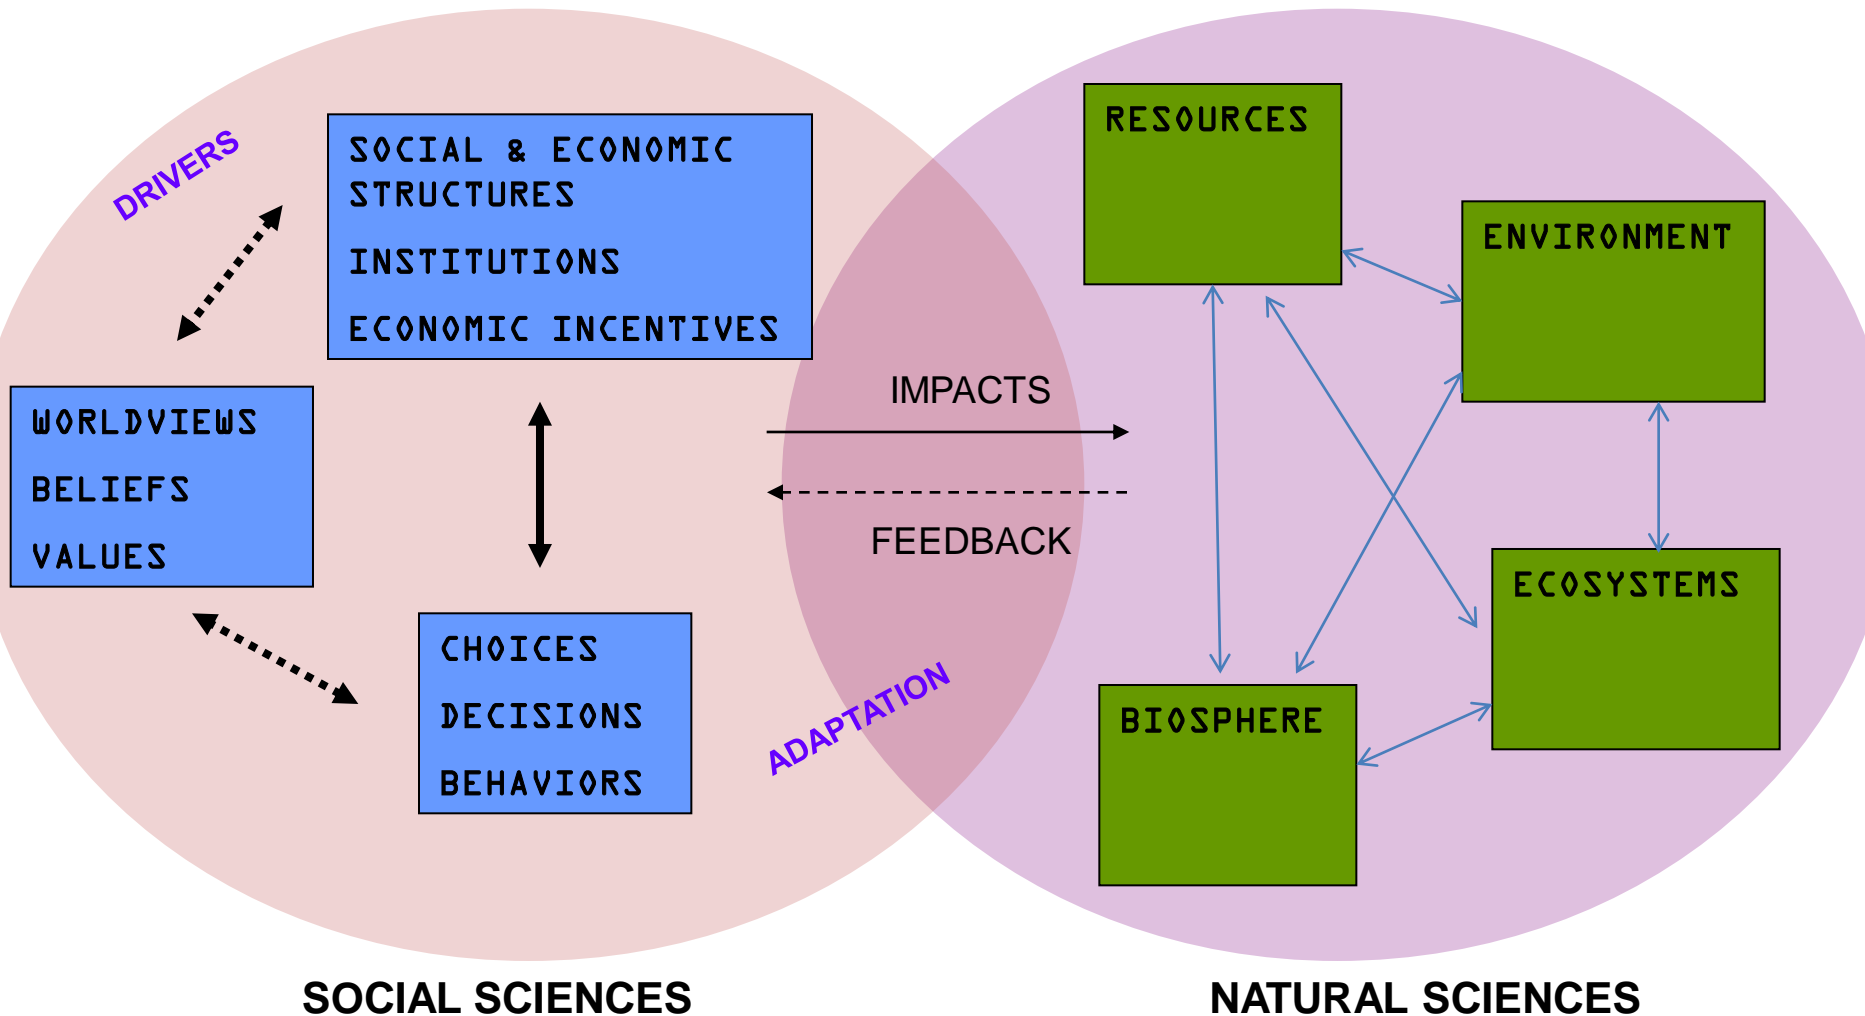 DRIVERS
SOCIAL & ECONOMIC
STRUCTURES
INSTITUTIONS
ECONOMIC INCENTIVES
WORLDVIEWS
BELIEFS
VALUES
CHOICES
DECISIONS
BEHAVIORS
IMPACTS
FEEDBACK
ADAPTATION
RESOURCES
ENVIRONMENT
ECOSYSTEMS
BIOSPHERE
SOCIAL SCIENCES
NATURAL SCIENCES